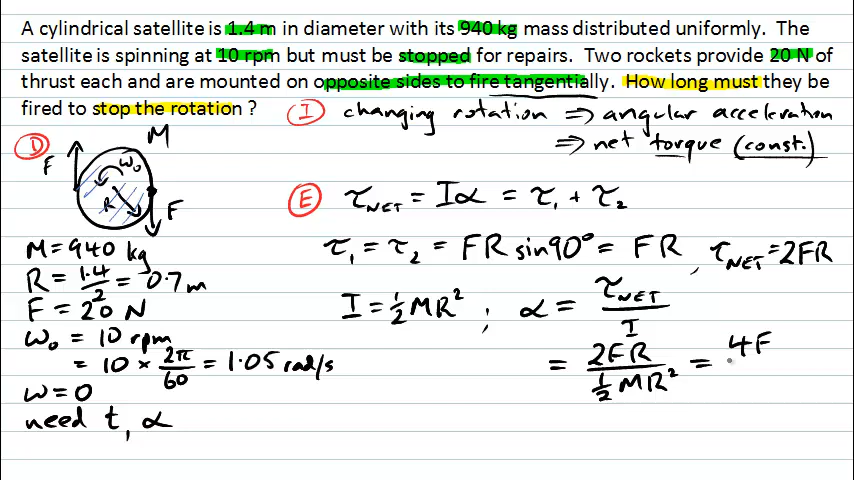 A cylindrical satellite is 1.4 m in diameter with its 940 kg mass distributed uniformly. The
satellite is spinning at 10 rpm but must be stopped for repairs. Two rockets provide 20 N of
thrust each and are mounted on opposite sides to fire tangentially. How long must they be
fired to stop the rotation ?
I changing rotation ⟹ angular acceleration
⟹ net torque (const.)
D
M
F
ω₀
R
F
M = 940 kg
R = 1.4/2 = 0.7 m
F = 20 N
ω₀ = 10 rpm
= 10 × 2π/60 = 1.05 rad/s
ω = 0
need t, α
E τNET = Iα = τ₁ + τ₂
τ₁ = τ₂ = FR sin90° = FR, τNET = 2FR
I = ½MR² ; α = τNET/I
= 2FR / ½MR² = 4F